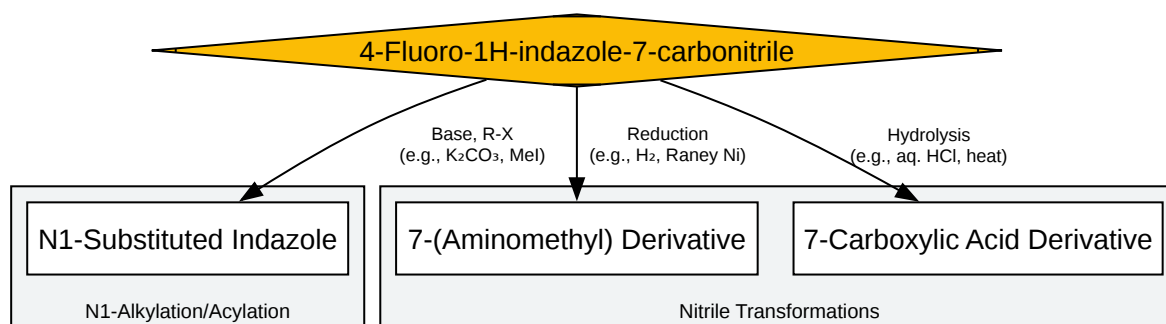 4-Fluoro-1H-indazole-7-carbonitrile
Base, R-X
(e.g., K₂CO₃, MeI)
Reduction
(e.g., H₂, Raney Ni)
Hydrolysis
(e.g., aq. HCl, heat)
N1-Substituted Indazole
7-(Aminomethyl) Derivative
7-Carboxylic Acid Derivative
N1-Alkylation/Acylation
Nitrile Transformations